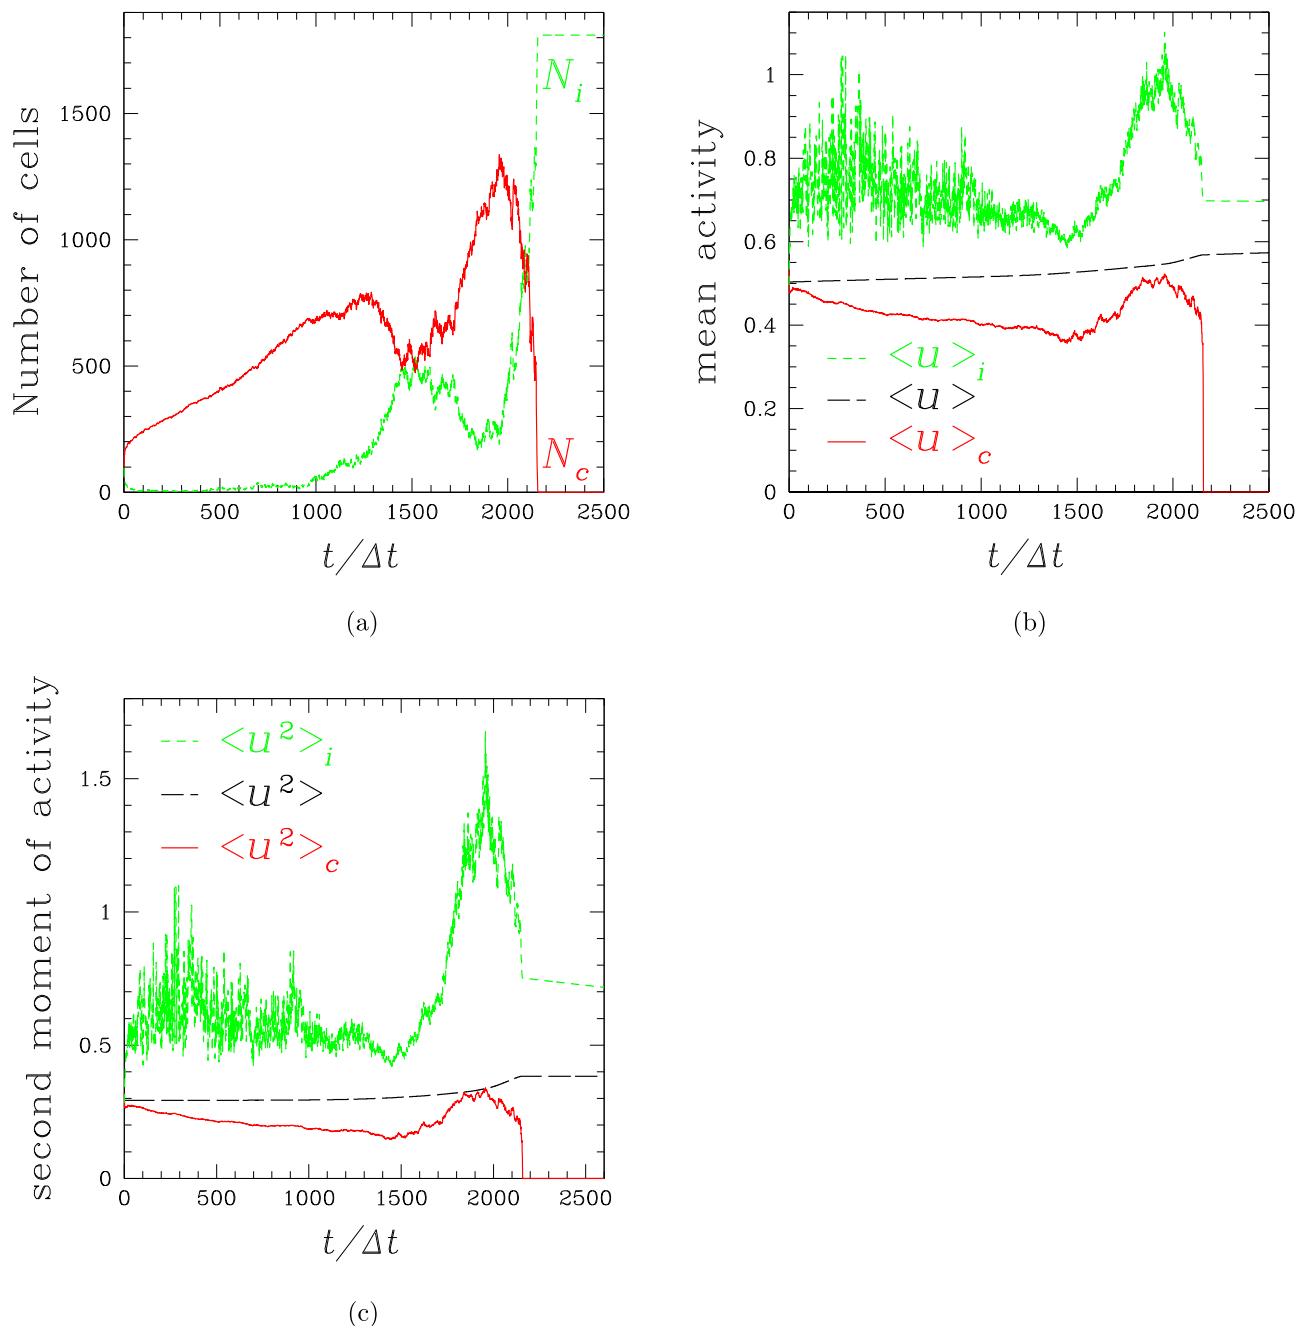 Number of cells
1500
1000
500
0
0 500 1000 1500 2000 2500
t/Δt
N_i
N_c
(a)
mean activity
1
0.8
0.6
0.4
0.2
0
0 500 1000 1500 2000 2500
t/Δt
<u>_i
<u>
<u>_c
(b)
second moment of activity
1.5
1
0.5
0
0 500 1000 1500 2000 2500
t/Δt
<u²>_i
<u²>
<u²>_c
(c)